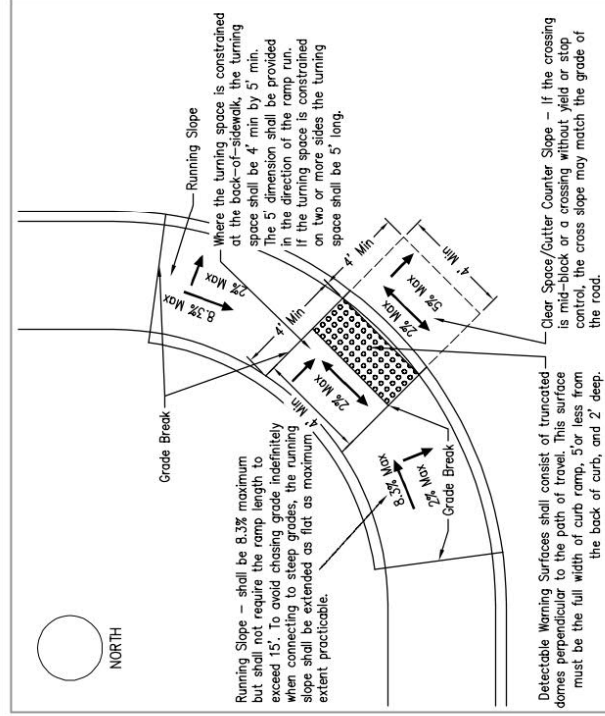 NORTH
Running Slope – shall be 8.3% maximum
but shall not require the ramp length to
exceed 15'. To avoid chasing grade indefinitely
when connecting to steep grades, the running
slope shall be extended as flat as maximum
extent practicable.
Grade Break
Running Slope
Where the turning space is constrained
at the back–of–sidewalk, the turning
space shall be 4' min by 5' min.
The 5' dimension shall be provided
in the direction of the ramp run.
If the turning space is constrained
on two or more sides the turning
space shall be 5' long.
8.3% Max
2% Max
4' Min
4' Min
4' Min
2% Max
2% Max
5% Max
4' Min
8.3% Max
2% Max
Grade Break
Detectable Warning Surfaces shall consist of truncated
domes perpendicular to the path of travel. This surface
must be the full width of curb ramp, 5'or less from
the back of curb, and 2' deep.
Clear Space/Gutter Counter Slope – If the crossing
is mid–block or a crossing without yield or stop
control, the cross slope may match the grade of
the road.